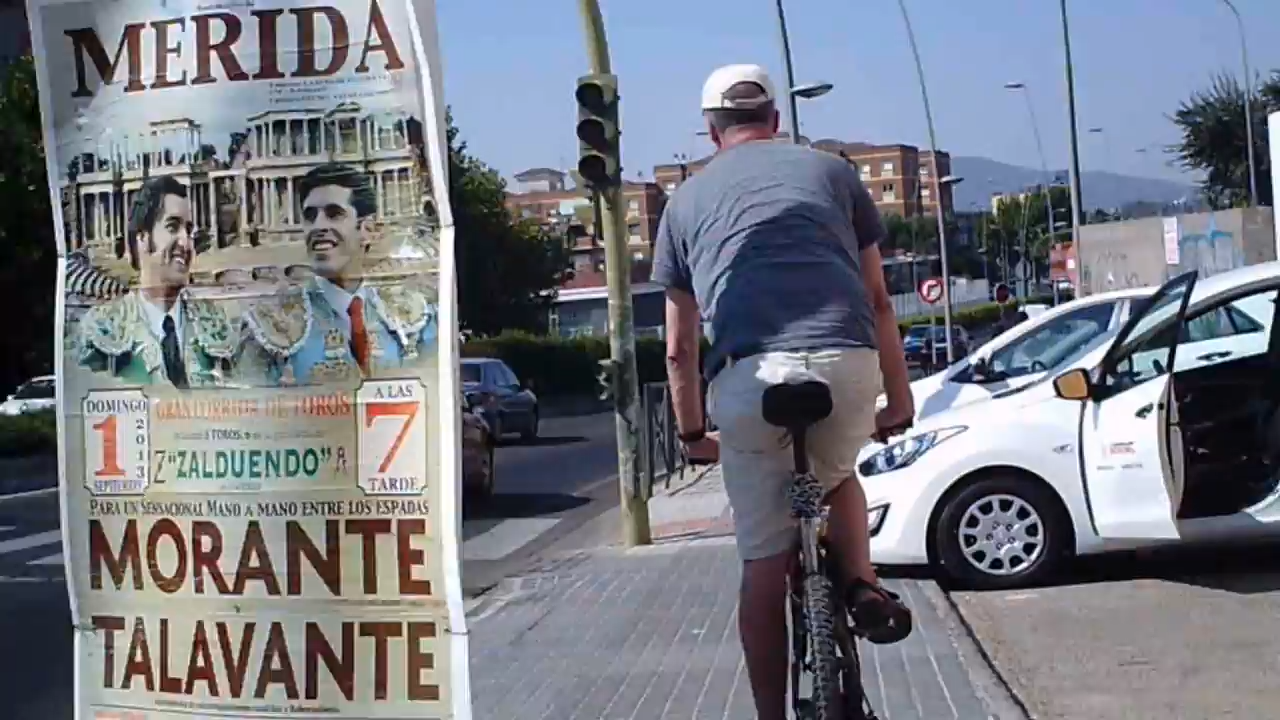 MERIDA
DOMINGO
1
2013
SEPTIEMBRE
GRAN CORRIDA DE TOROS
"ZALDUENDO"
A LAS
7
TARDE
PARA UN SENSACIONAL MANO A MANO ENTRE LOS ESPADAS
MORANTE
TALAVANTE